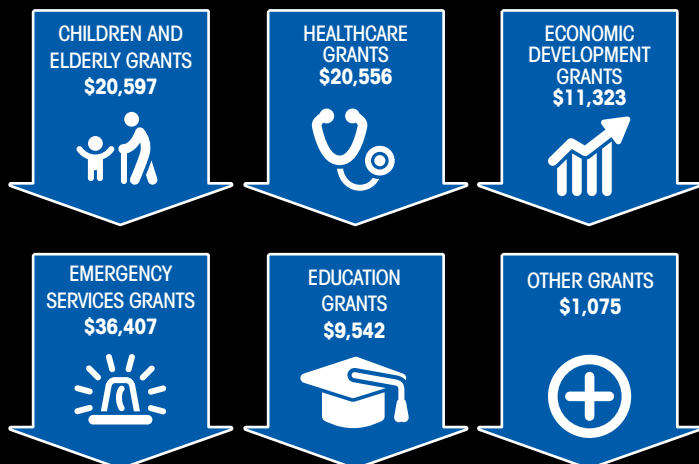 CHILDREN AND
ELDERLY GRANTS
$20,597
HEALTHCARE
GRANTS
$20,556
ECONOMIC
DEVELOPMENT
GRANTS
$11,323
EMERGENCY
SERVICES GRANTS
$36,407
EDUCATION
GRANTS
$9,542
OTHER GRANTS
$1,075